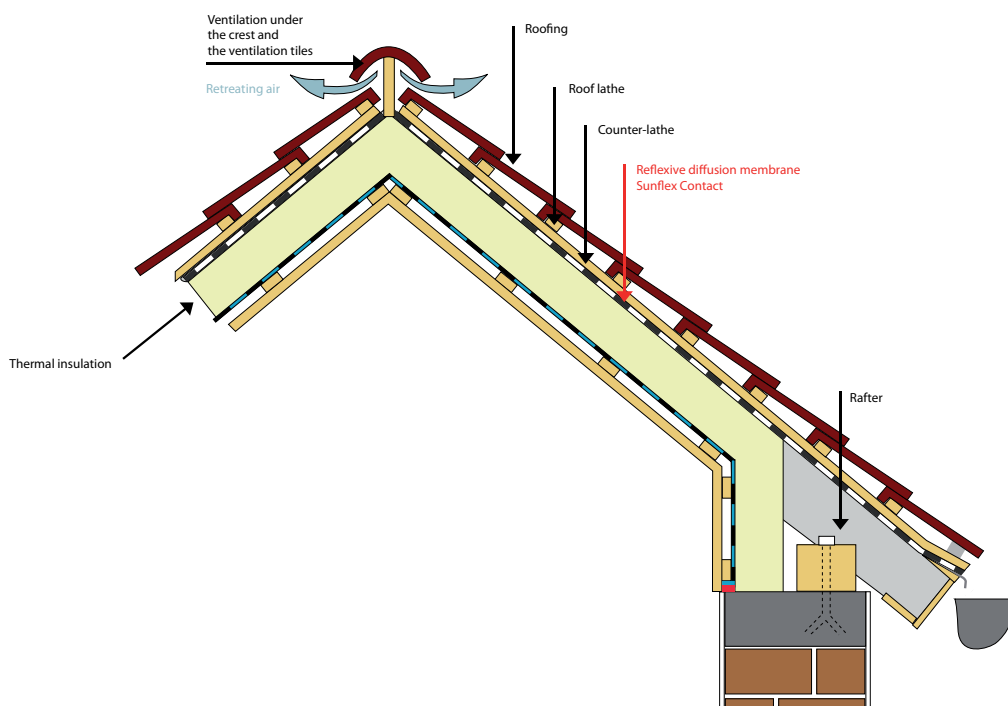 Ventilation under
the crest and
the ventilation tiles
Retreating air
Roofing
Roof lathe
Counter-lathe
Reflexive diffusion membrane
Sunflex Contact
Thermal insulation
Rafter